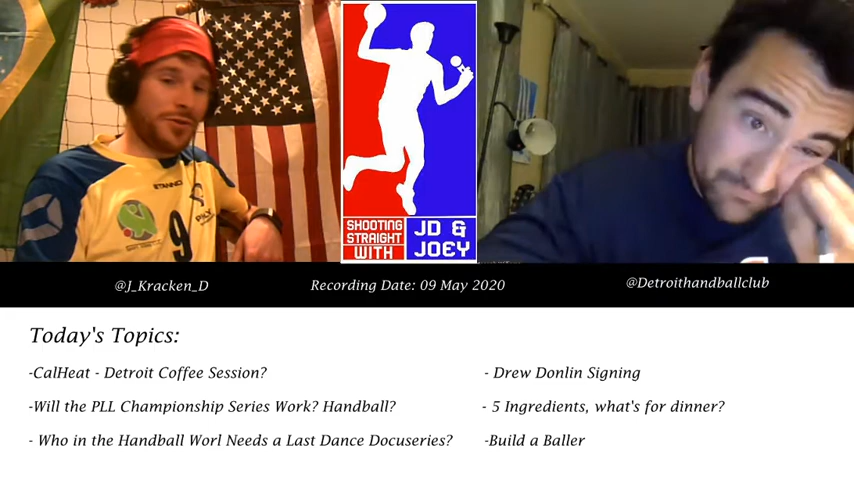 STANNO
9
SHOOTING
STRAIGHT
WITH
JD &
JOEY
@J_Kracken_D
Recording Date: 09 May 2020
@Detroithandballclub
Today's Topics:
-CalHeat - Detroit Coffee Session?
- Drew Donlin Signing
-Will the PLL Championship Series Work? Handball?
- 5 Ingredients, what's for dinner?
- Who in the Handball Worl Needs a Last Dance Docuseries?
-Build a Baller